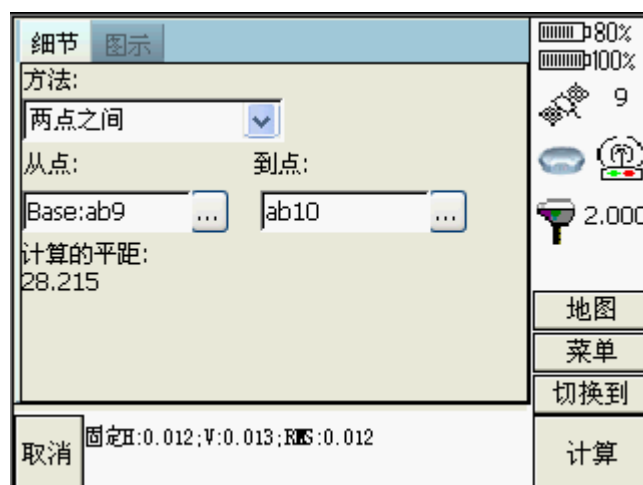 细节 图示
方法:
两点之间
从点: 到点:
Base:ab9 ... ab10 ...
计算的平距:
28.215
80%
100%
9
2.000
地图
菜单
切换到
取消 固定H:0.012;V:0.013;RMS:0.012 计算